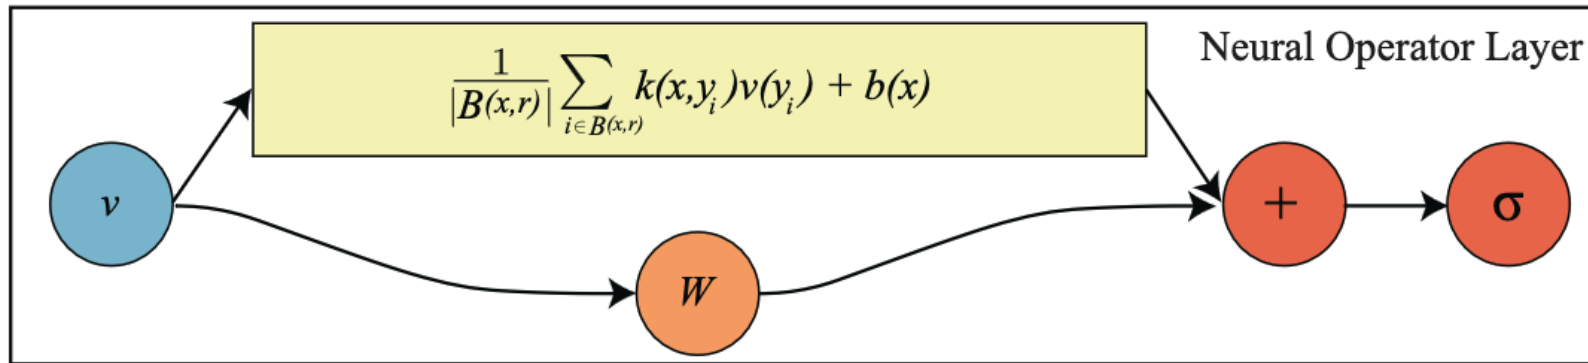 Neural Operator Layer
1/|B(x,r)| ∑_{i∈B(x,r)} k(x,y_i)v(y_i) + b(x)
v
+
σ
W